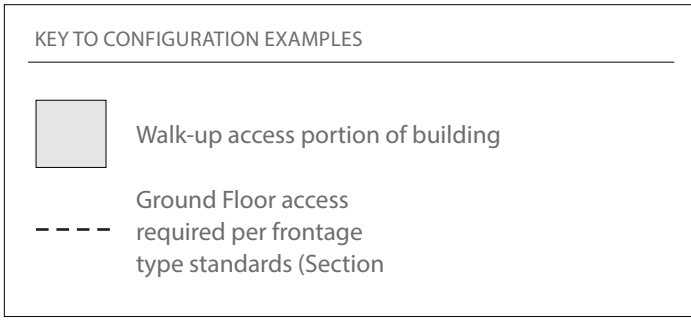 KEY TO CONFIGURATION EXAMPLES
Walk-up access portion of building
Ground Floor access
required per frontage
type standards (Section